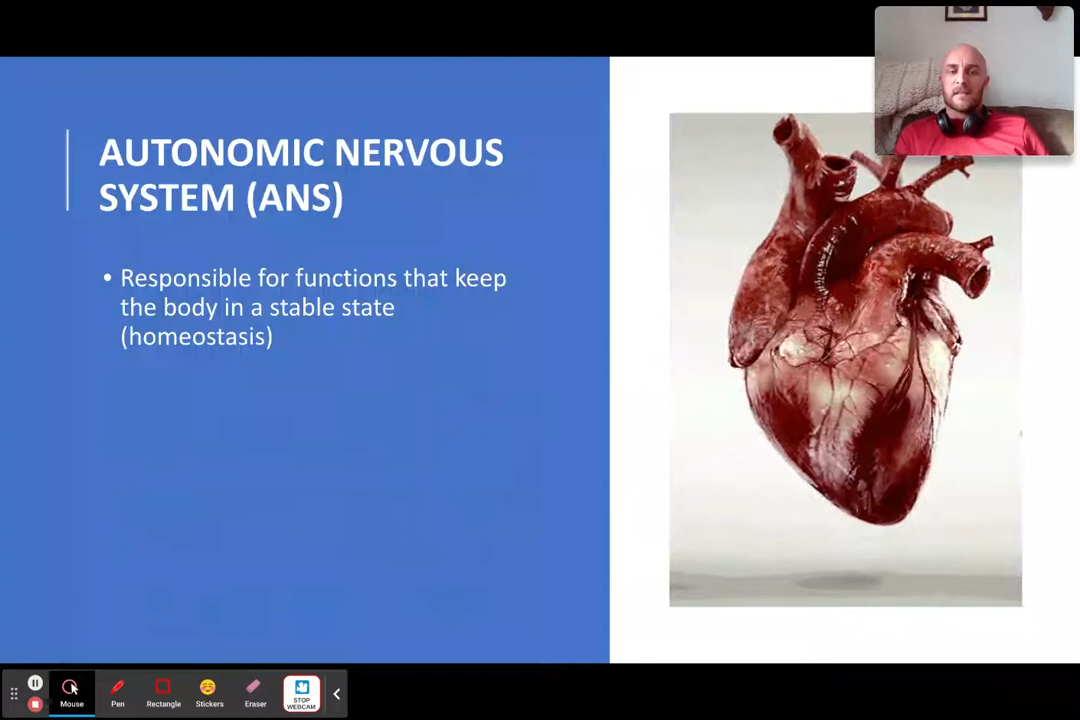 AUTONOMIC NERVOUS
SYSTEM (ANS)
• Responsible for functions that keep
the body in a stable state
(homeostasis)
Mouse
Pen
Rectangle
Stickers
Eraser
STOP
WEBCAM